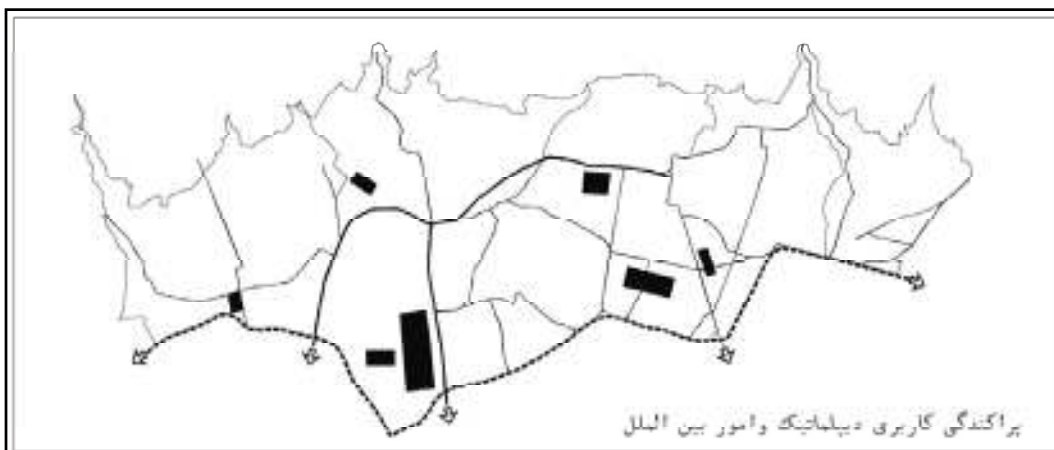 پراکندگی کاربری دیپلماتیک وامور بین الملل